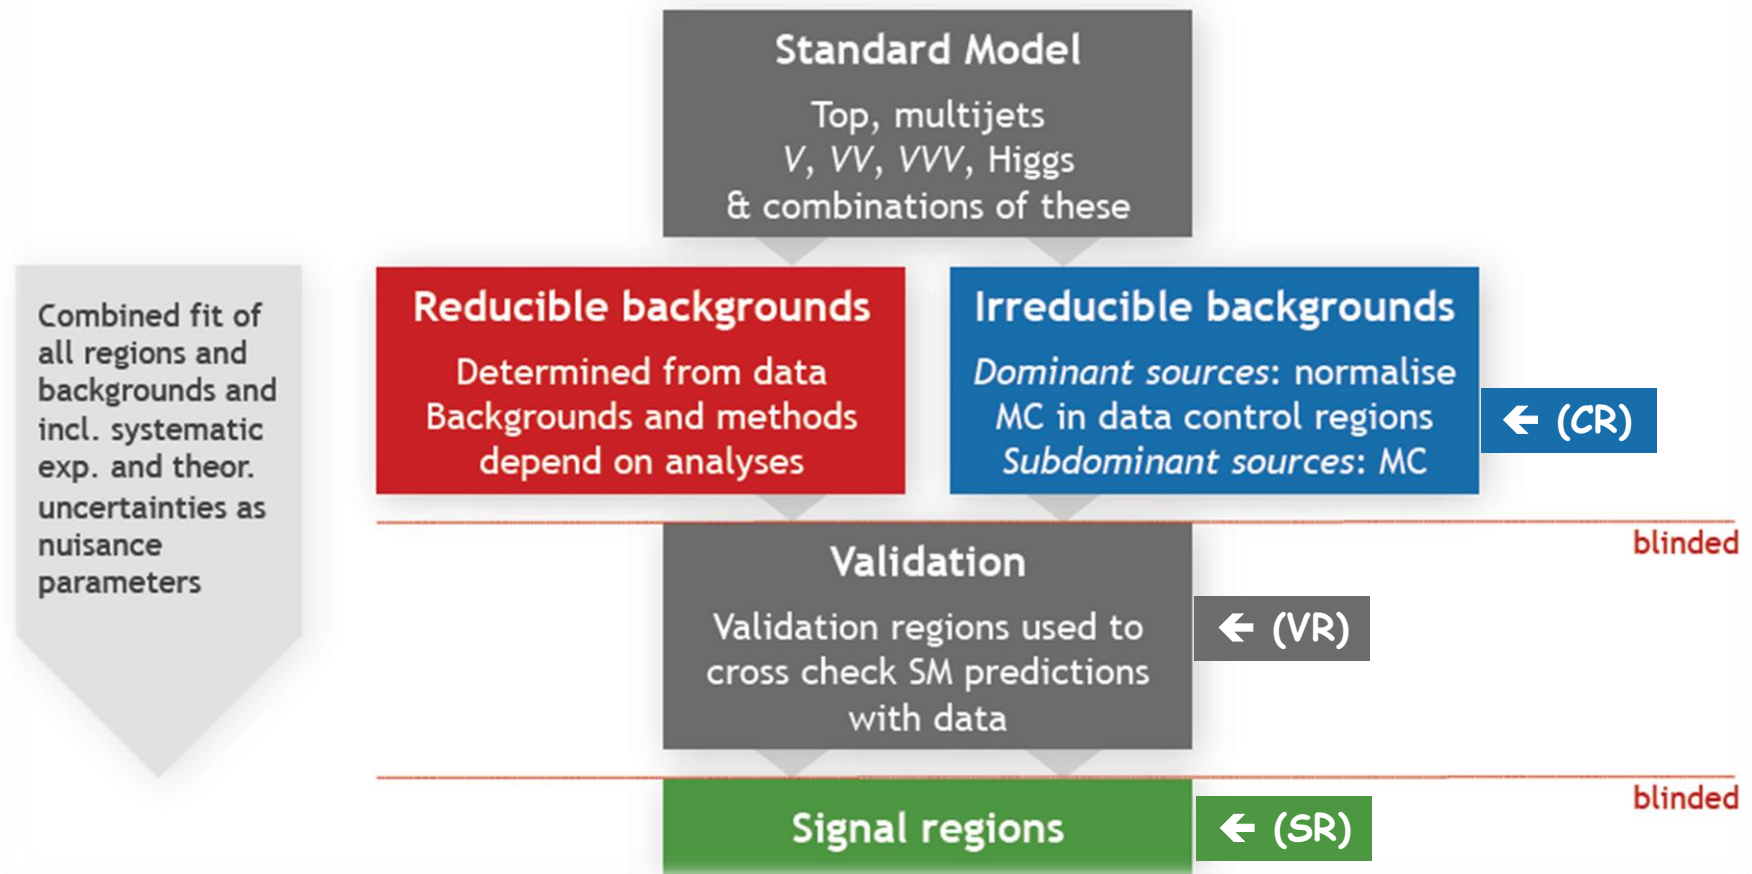 Standard Model
Top, multijets
V, VV, VVV, Higgs
& combinations of these
Combined fit of
all regions and
backgrounds and
incl. systematic
exp. and theor.
uncertainties as
nuisance
parameters
Reducible backgrounds
Determined from data
Backgrounds and methods
depend on analyses
Irreducible backgrounds
Dominant sources: normalise
MC in data control regions
Subdominant sources: MC
← (CR)
blinded
Validation
Validation regions used to
cross check SM predictions
with data
← (VR)
blinded
Signal regions
← (SR)